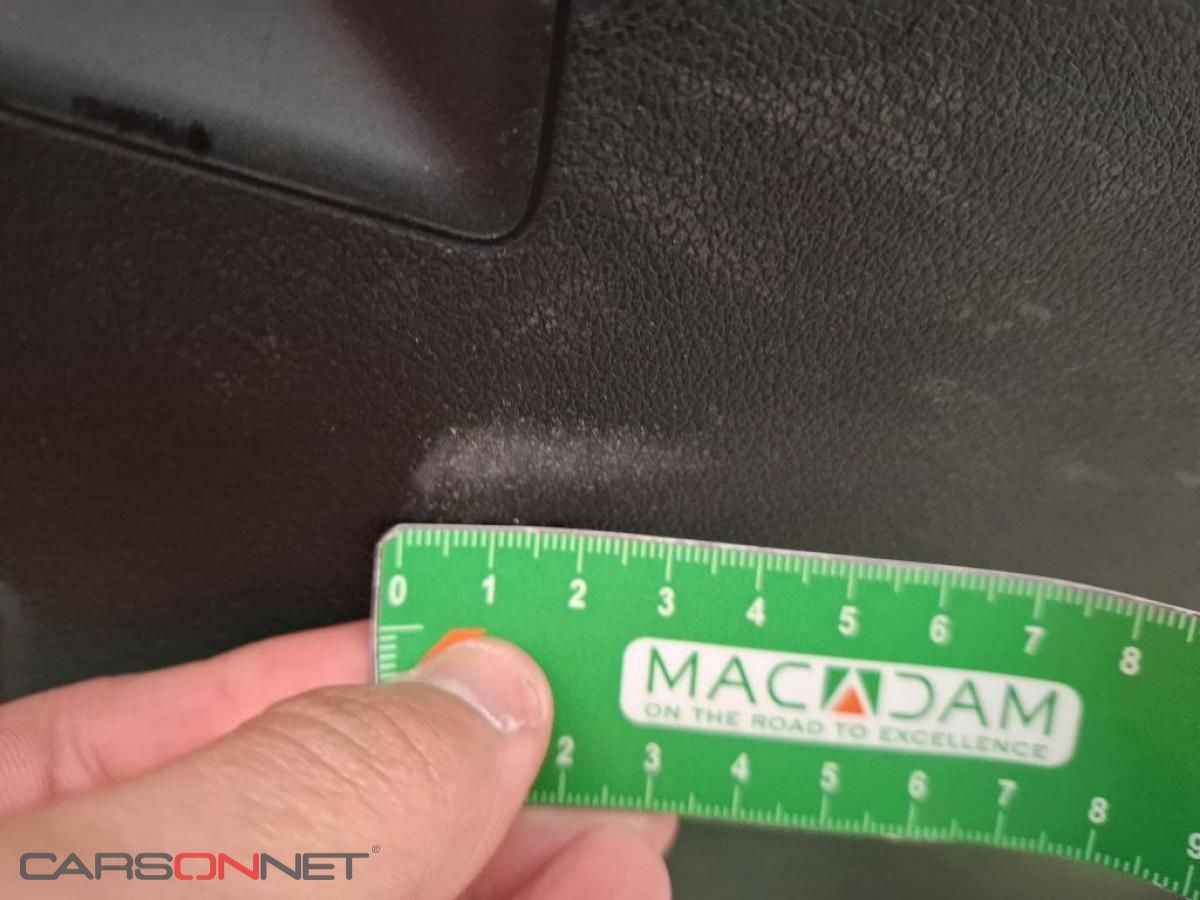 0 1 2 3 4 5 6 7 8
MACADAM
ON THE ROAD TO EXCELLENCE
2 3 4 5 6 7 8 9
CARSONNET®